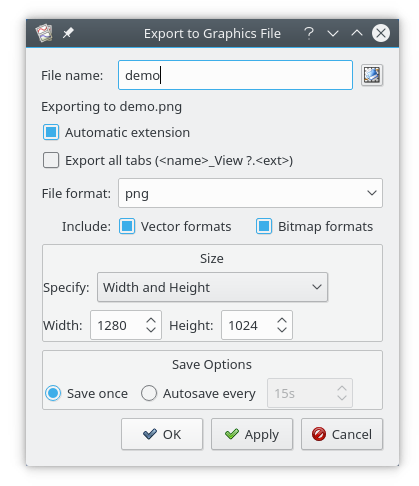 Export to Graphics File
File name: demo
Exporting to demo.png
Automatic extension
Export all tabs (<name>_View ?.<ext>)
File format: png
Include: Vector formats Bitmap formats
Size
Specify: Width and Height
Width: 1280 Height: 1024
Save Options
Save once Autosave every 15s
OK Apply Cancel